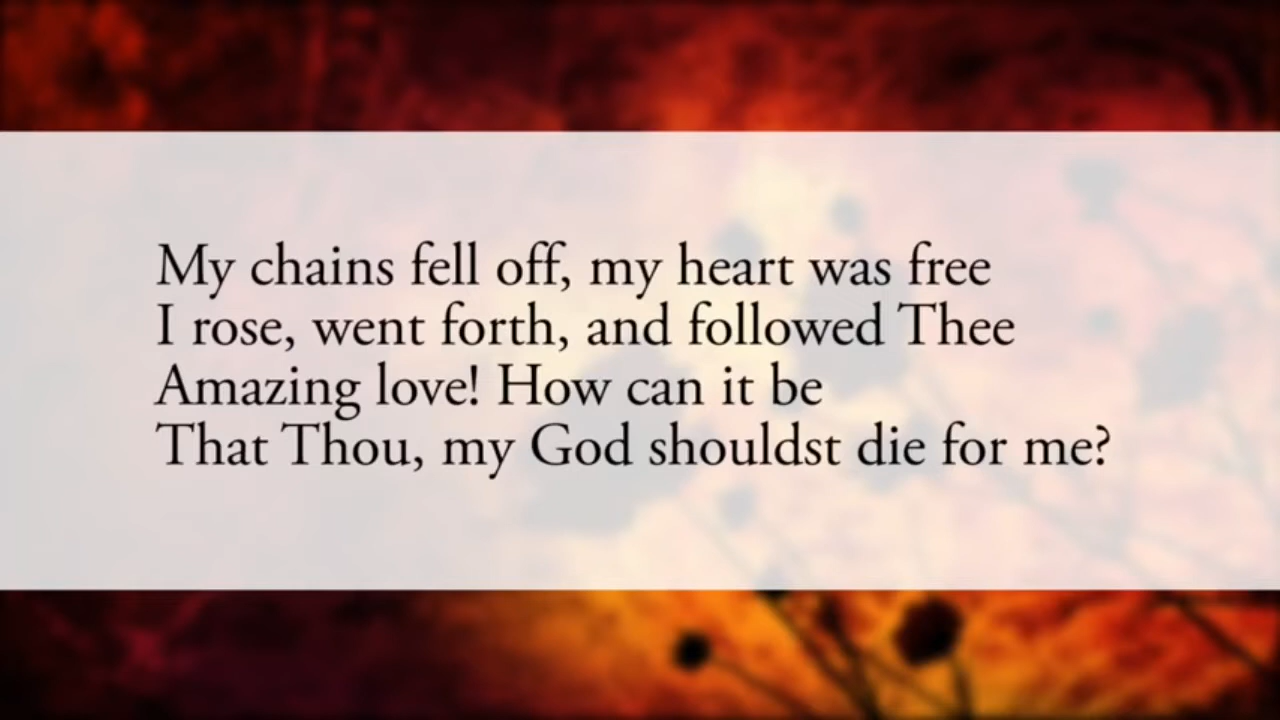 My chains fell off, my heart was free
I rose, went forth, and followed Thee
Amazing love! How can it be
That Thou, my God shouldst die for me?